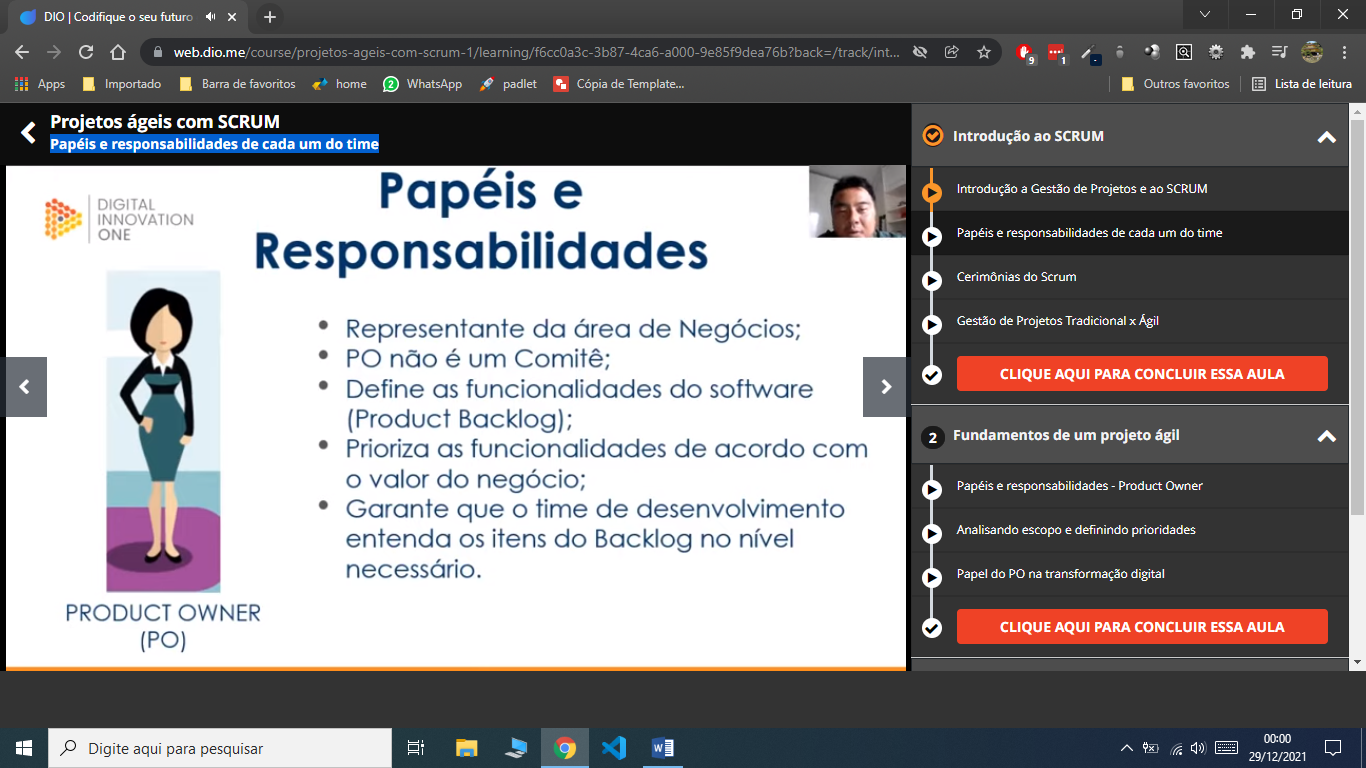 DIO | Codifique o seu futuro
web.dio.me/course/projetos-ageis-com-scrum-1/learning/f6cc0a3c-3b87-4ca6-a000-9e85f9dea76b?back=/track/int...
9
1
-
Apps
Importado
Barra de favoritos
home
2
WhatsApp
padlet
Cópia de Template...
Outros favoritos
Lista de leitura
Projetos ágeis com SCRUM
Papéis e responsabilidades de cada um do time
DIGITAL
INNOVATION
ONE
Papéis e
Responsabilidades
• Representante da área de Negócios;
• PO não é um Comitê;
• Define as funcionalidades do software
(Product Backlog);
• Prioriza as funcionalidades de acordo com
o valor do negócio;
• Garante que o time de desenvolvimento
entenda os itens do Backlog no nível
necessário.
PRODUCT OWNER
(PO)
Introdução ao SCRUM
Introdução a Gestão de Projetos e ao SCRUM
Papéis e responsabilidades de cada um do time
Cerimônias do Scrum
Gestão de Projetos Tradicional x Ágil
CLIQUE AQUI PARA CONCLUIR ESSA AULA
2
Fundamentos de um projeto ágil
Papéis e responsabilidades - Product Owner
Analisando escopo e definindo prioridades
Papel do PO na transformação digital
CLIQUE AQUI PARA CONCLUIR ESSA AULA
Digite aqui para pesquisar
00:00
29/12/2021